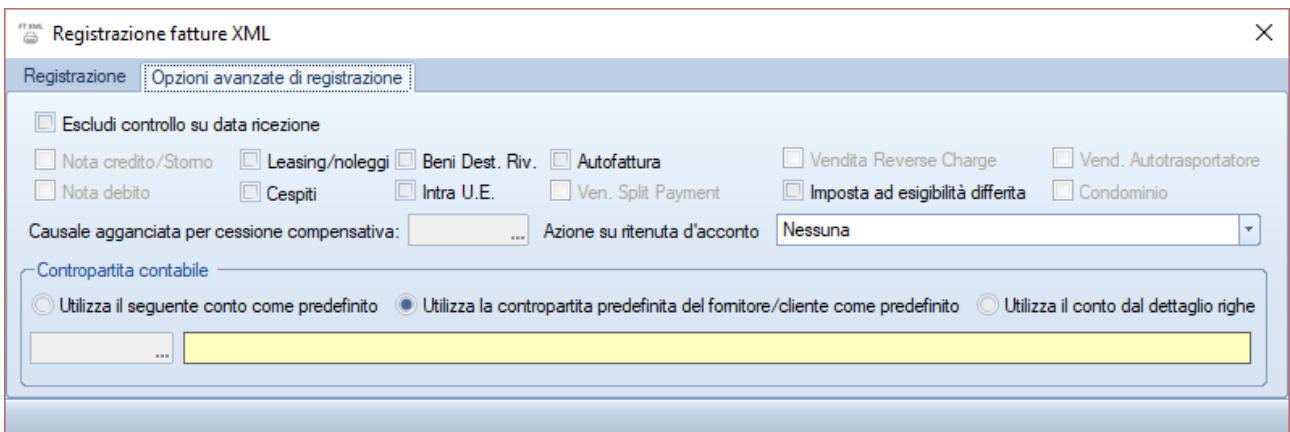 FT XML
Registrazione fatture XML
Registrazione Opzioni avanzate di registrazione
Escludi controllo su data ricezione
Nota credito/Storno Leasing/noleggi Beni Dest. Riv. Autofattura Vendita Reverse Charge Vend. Autotrasportatore
Nota debito Cespiti Intra U.E. Ven. Split Payment Imposta ad esigibilità differita Condominio
Causale agganciata per cessione compensativa: ... Azione su ritenuta d'acconto Nessuna
Contropartita contabile
Utilizza il seguente conto come predefinito Utilizza la contropartita predefinita del fornitore/cliente come predefinito Utilizza il conto dal dettaglio righe
...